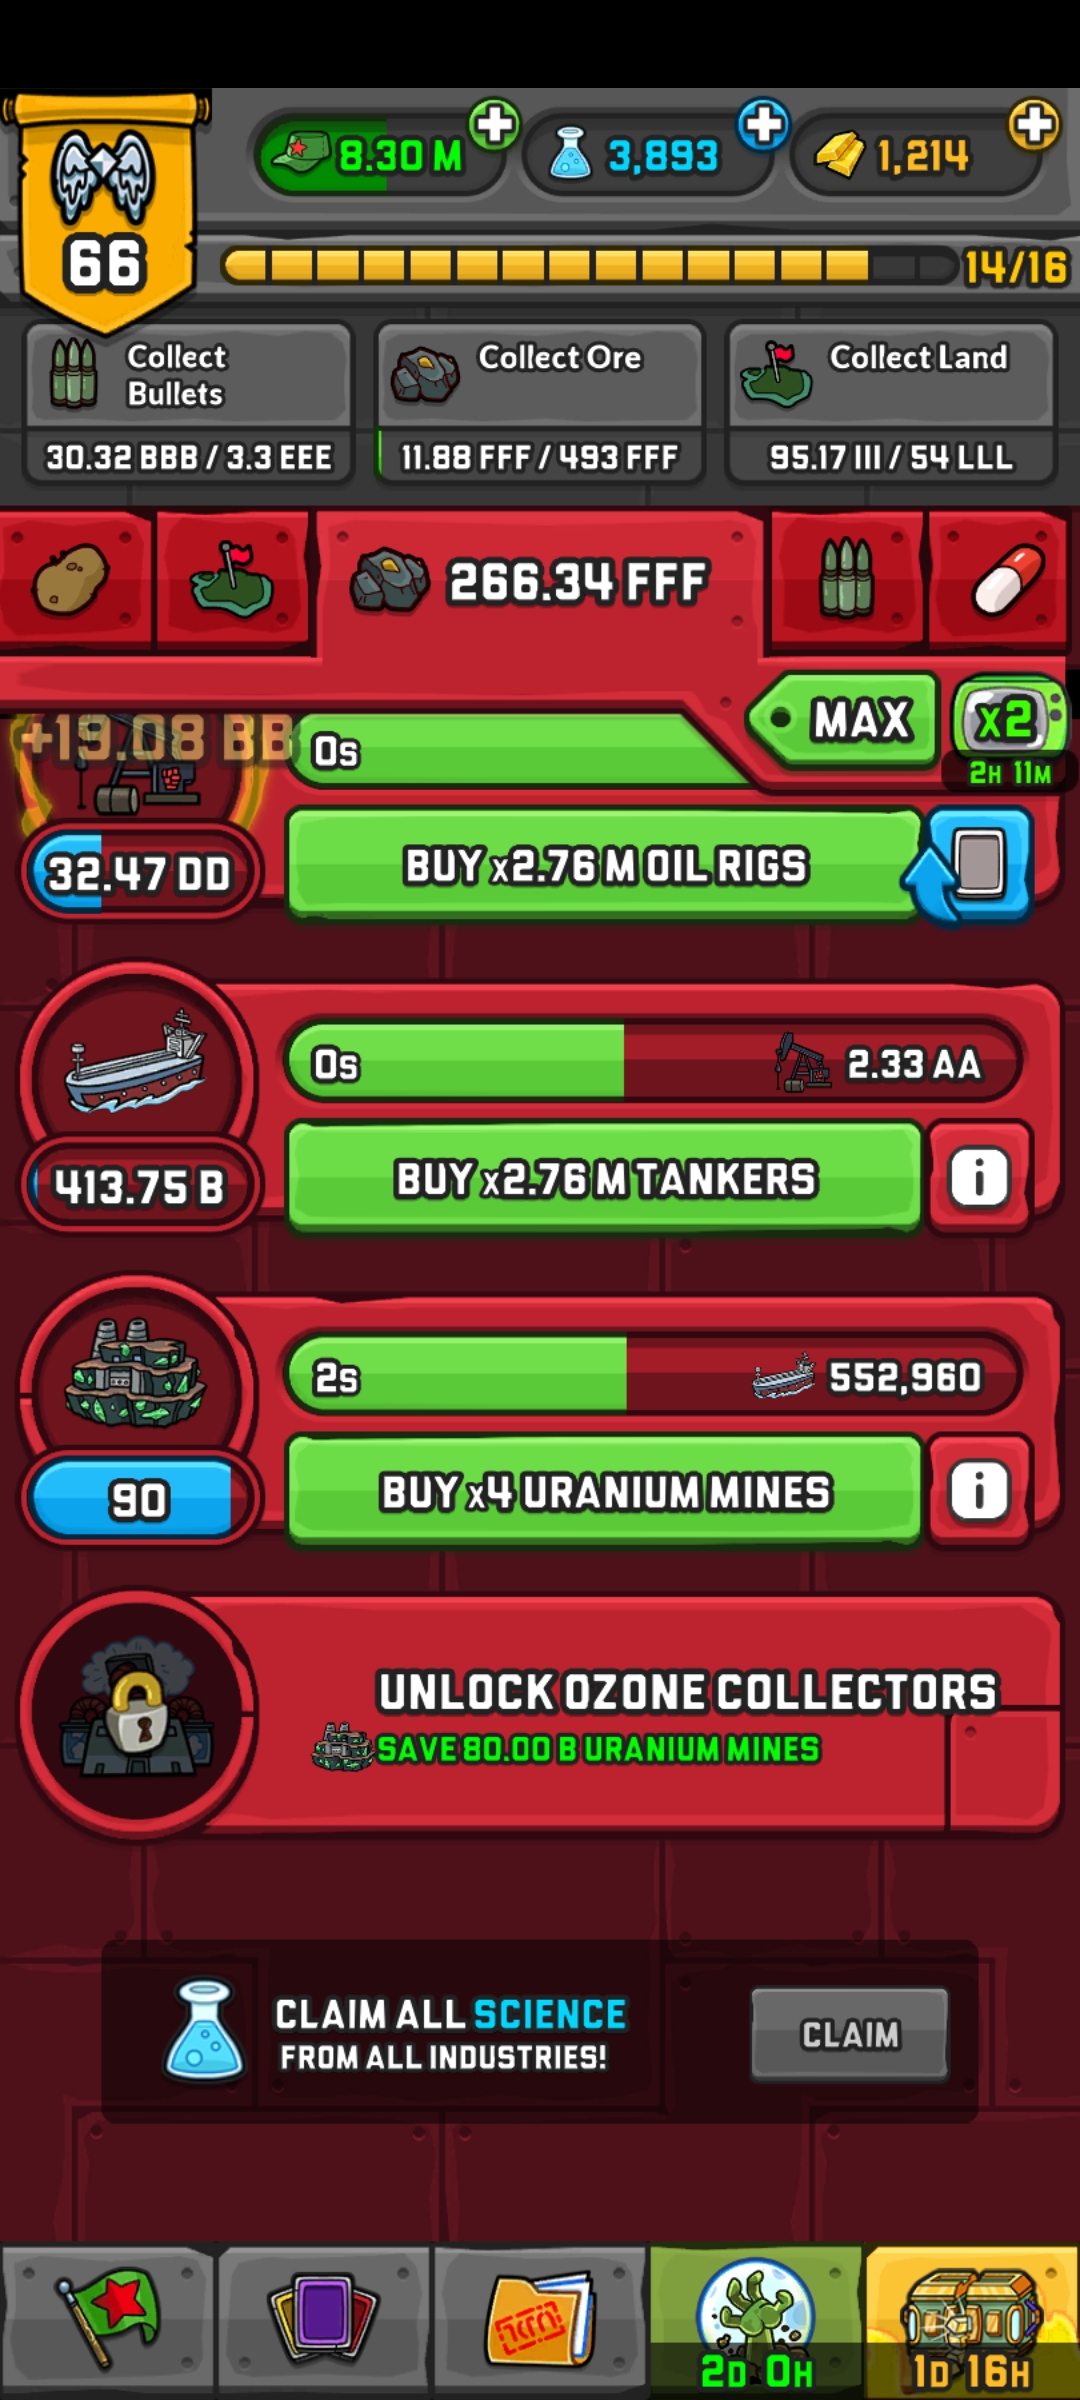 8.30 M
3,893
1,214
66
14/16
Collect
Bullets
Collect Ore
Collect Land
30.32 BBB / 3.3 EEE
11.88 FFF / 493 FFF
95.17 III / 54 LLL
266.34 FFF
MAX
x2
2H 11M
+19.08 BB
0s
32.47 DD
BUY x2.76 M OIL RIGS
0s
2.33 AA
413.75 B
BUY x2.76 M TANKERS
i
2s
552,960
90
BUY x4 URANIUM MINES
i
UNLOCK OZONE COLLECTORS
SAVE 80.00 B URANIUM MINES
CLAIM ALL SCIENCE
FROM ALL INDUSTRIES!
CLAIM
2D 0H
1D 16H